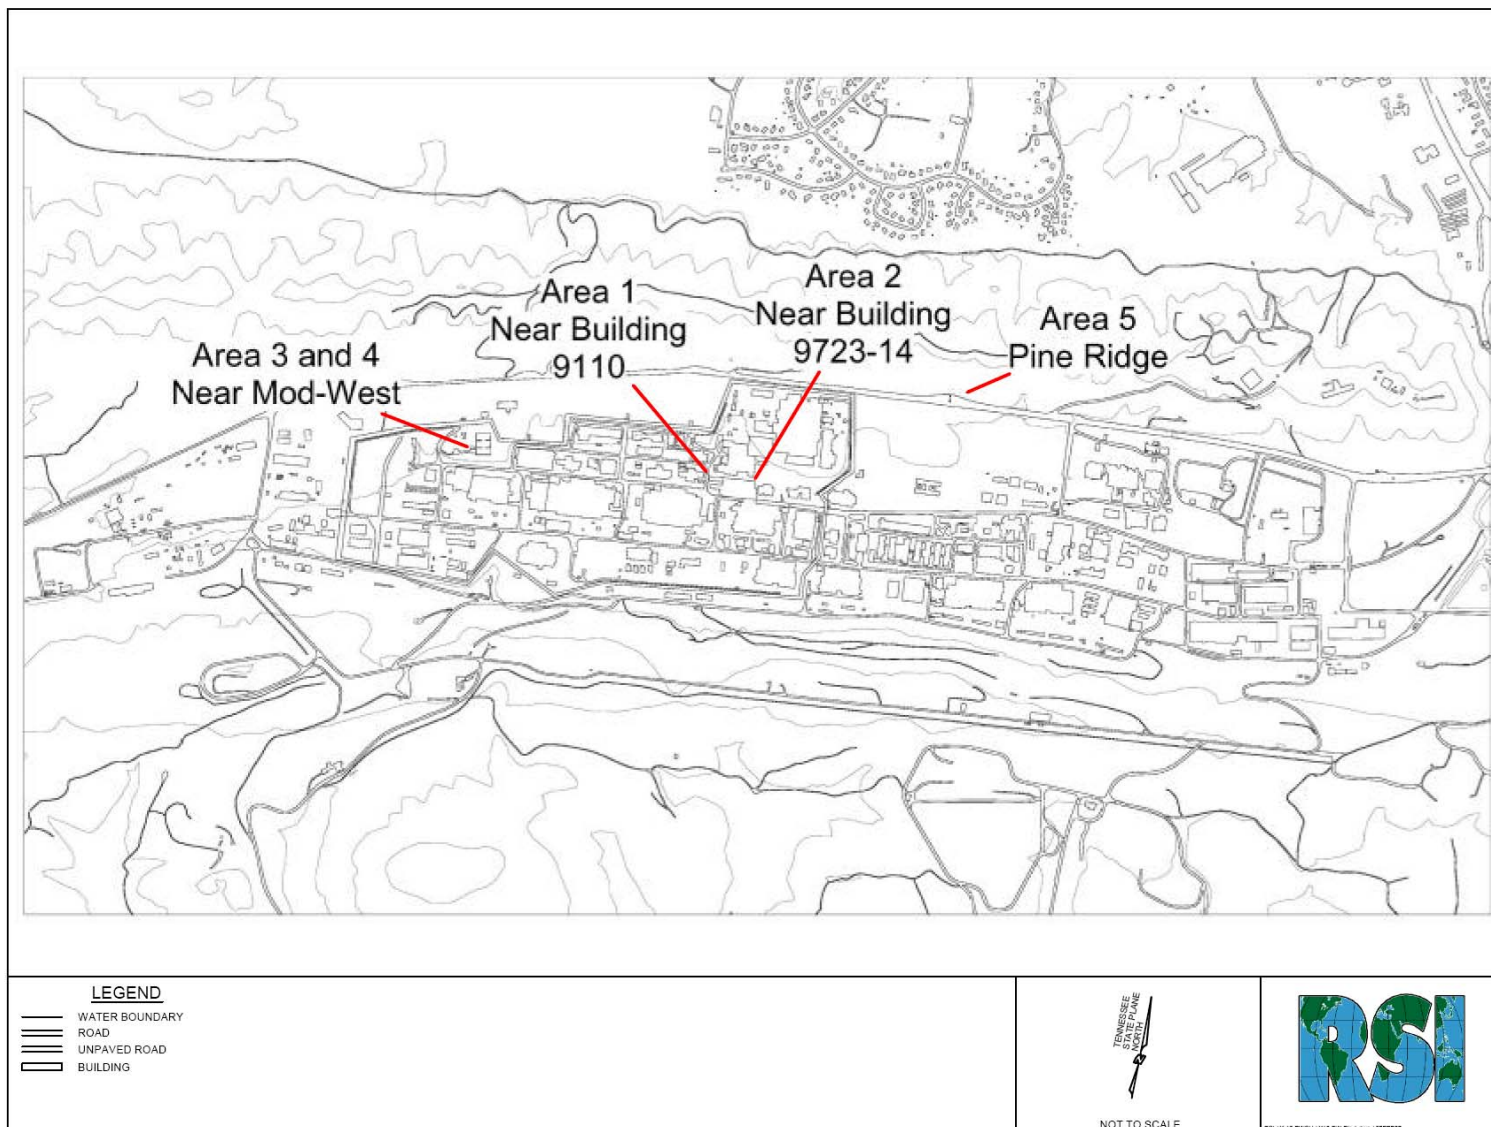 Area 1
Near Building
9110
Area 2
Near Building
9723-14
Area 5
Pine Ridge
Area 3 and 4
Near Mod-West
LEGEND
WATER BOUNDARY
ROAD
UNPAVED ROAD
BUILDING
TENNESSEE
STATE PLANE
NORTH
NOT TO SCALE
RSI